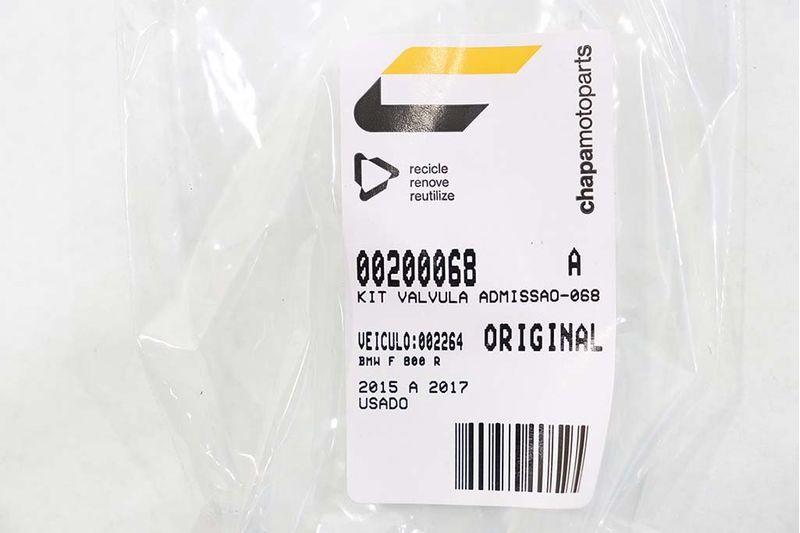 chapamotoparts
recicle
renove
reutilize
00200068 A
KIT VALVULA ADMISSAO-068
VEICULO:002264 ORIGINAL
BMW F 800 R
2015 A 2017
USADO